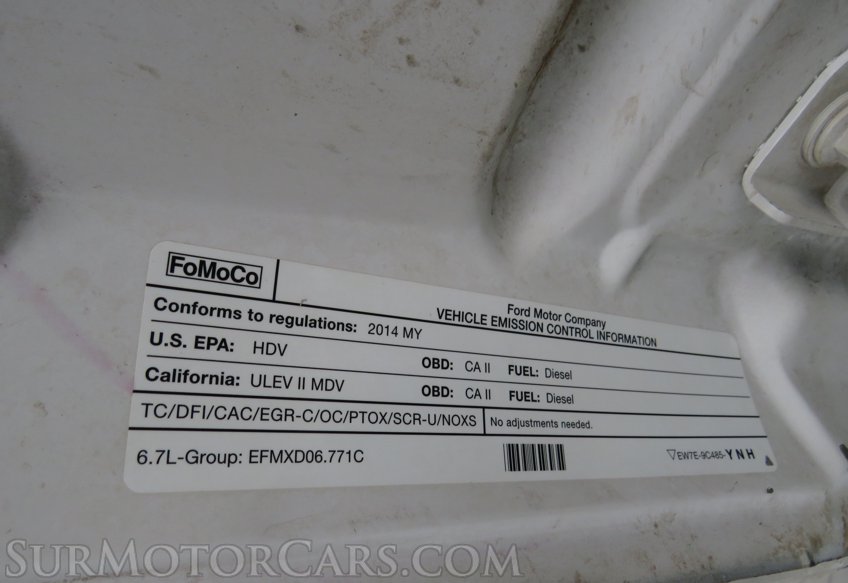 FoMoCo
Ford Motor Company
VEHICLE EMISSION CONTROL INFORMATION
Conforms to regulations: 2014 MY
U.S. EPA: HDV OBD: CA II FUEL: Diesel
California: ULEV II MDV OBD: CA II FUEL: Diesel
TC/DFI/CAC/EGR-C/OC/PTOX/SCR-U/NOXS No adjustments needed.
6.7L-Group: EFMXD06.771C EW7E-9C485-YNH
SURMOTORCARS.COM